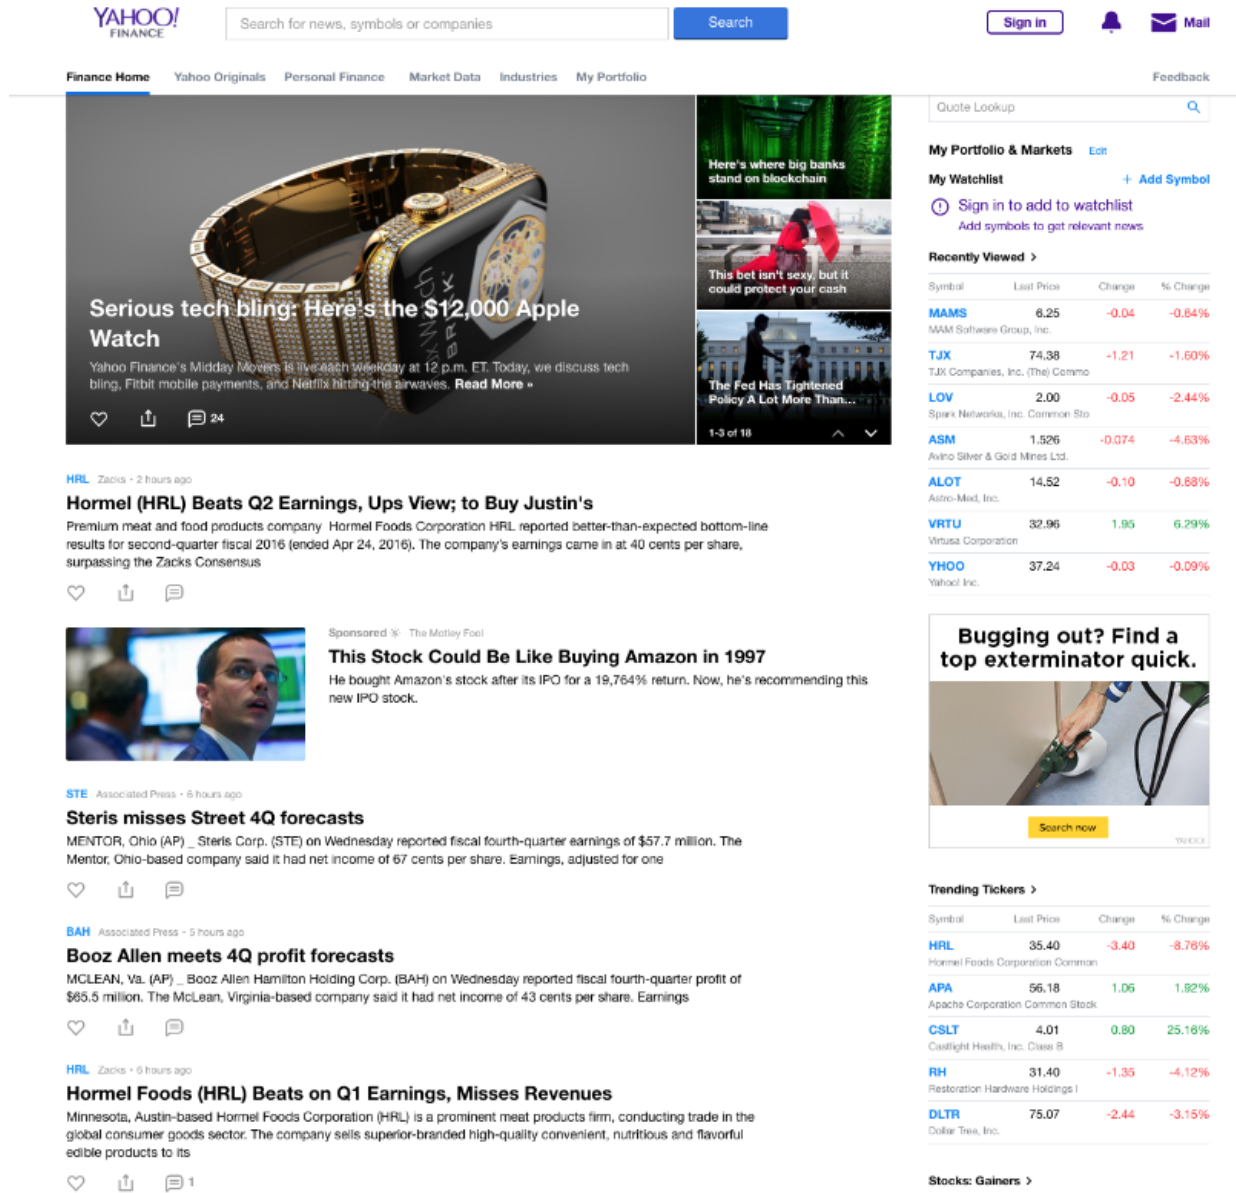 YAHOO!
FINANCE
Search for news, symbols or companies
Search
Sign in
Mail
Finance Home
Yahoo Originals
Personal Finance
Market Data
Industries
My Portfolio
Feedback
Serious tech bling: Here's the $12,000 Apple
Watch
Yahoo Finance's Midday Movers is live each weekday at 12 p.m. ET. Today, we discuss tech
bling, Fitbit mobile payments, and Netflix hitting the airwaves. Read More »
24
Here's where big banks
stand on blockchain
This bet isn't sexy, but it
could protect your cash
The Fed Has Tightened
Policy A Lot More Than...
1-3 of 18
HRL Zacks • 2 hours ago
Hormel (HRL) Beats Q2 Earnings, Ups View; to Buy Justin's
Premium meat and food products company Hormel Foods Corporation HRL reported better-than-expected bottom-line
results for second-quarter fiscal 2016 (ended Apr 24, 2016). The company's earnings came in at 40 cents per share,
surpassing the Zacks Consensus
Sponsored The Motley Fool
This Stock Could Be Like Buying Amazon in 1997
He bought Amazon's stock after its IPO for a 19,764% return. Now, he's recommending this
new IPO stock.
STE Associated Press • 6 hours ago
Steris misses Street 4Q forecasts
MENTOR, Ohio (AP) _ Steris Corp. (STE) on Wednesday reported fiscal fourth-quarter earnings of $57.7 million. The
Mentor, Ohio-based company said it had net income of 67 cents per share. Earnings, adjusted for one
BAH Associated Press • 5 hours ago
Booz Allen meets 4Q profit forecasts
MCLEAN, Va. (AP) _ Booz Allen Hamilton Holding Corp. (BAH) on Wednesday reported fiscal fourth-quarter profit of
$65.5 million. The McLean, Virginia-based company said it had net income of 43 cents per share. Earnings
HRL Zacks • 6 hours ago
Hormel Foods (HRL) Beats on Q1 Earnings, Misses Revenues
Minnesota, Austin-based Hormel Foods Corporation (HRL) is a prominent meat products firm, conducting trade in the
global consumer goods sector. The company sells superior-branded high-quality convenient, nutritious and flavorful
edible products to its
1
Quote Lookup
My Portfolio & Markets Edit
My Watchlist + Add Symbol
Sign in to add to watchlist
Add symbols to get relevant news
Recently Viewed >
Symbol Last Price Change % Change
MAMS 6.25 -0.04 -0.64%
MAM Software Group, Inc.
TJX 74.38 -1.21 -1.60%
TJX Companies, Inc. (The) Commo
LOV 2.00 -0.05 -2.44%
Spark Networks, Inc. Common Sto
ASM 1.526 -0.074 -4.63%
Avino Silver & Gold Mines Ltd.
ALOT 14.52 -0.10 -0.68%
Astro-Med, Inc.
VRTU 32.96 1.95 6.29%
Virtusa Corporation
YHOO 37.24 -0.03 -0.09%
Yahoo! Inc.
Bugging out? Find a
top exterminator quick.
Search now
YAHOO!
Trending Tickers >
Symbol Last Price Change % Change
HRL 35.40 -3.40 -8.76%
Hormel Foods Corporation Common
APA 56.18 1.06 1.92%
Apache Corporation Common Stock
CSLT 4.01 0.80 25.16%
Castlight Health, Inc. Class B
RH 31.40 -1.35 -4.12%
Restoration Hardware Holdings I
DLTR 75.07 -2.44 -3.15%
Dollar Tree, Inc.
Stocks: Gainers >